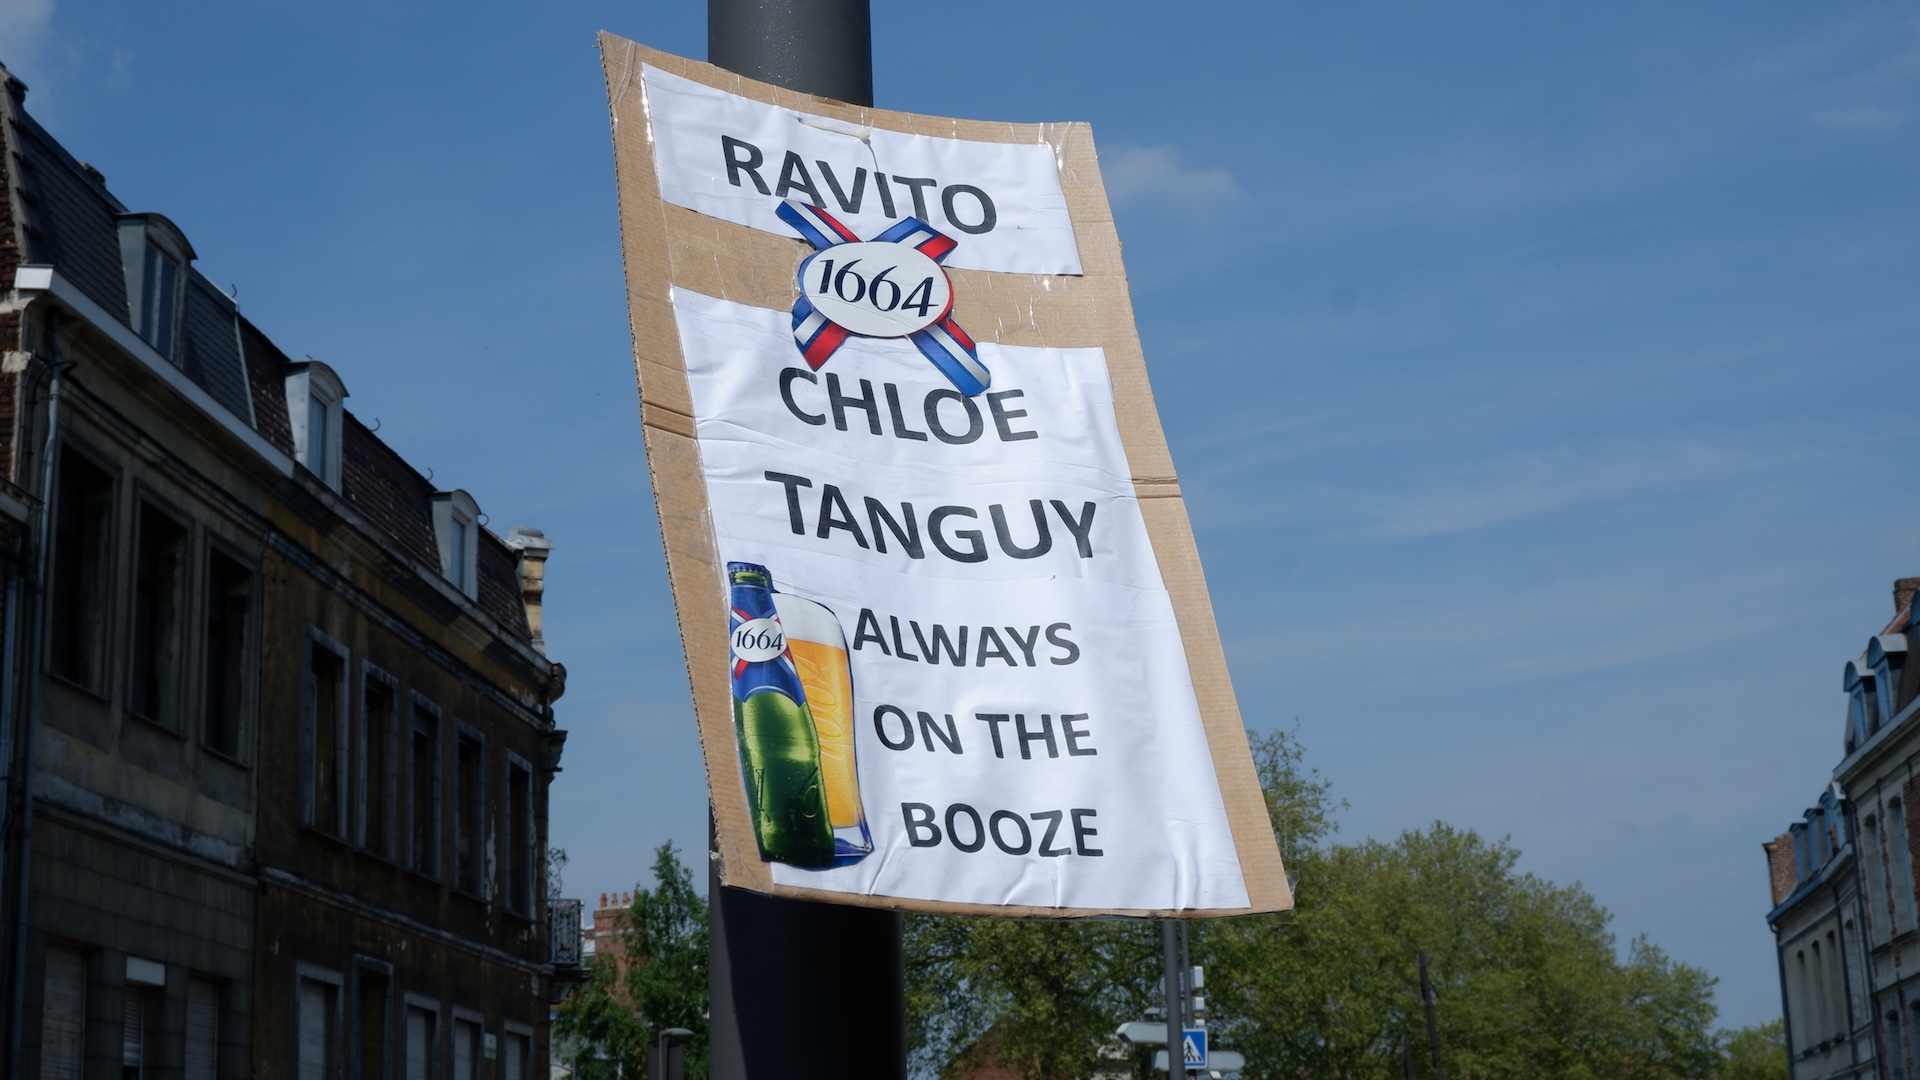 RAVITO
1664
CHLOE
TANGUY
1664
ALWAYS
ON THE
BOOZE